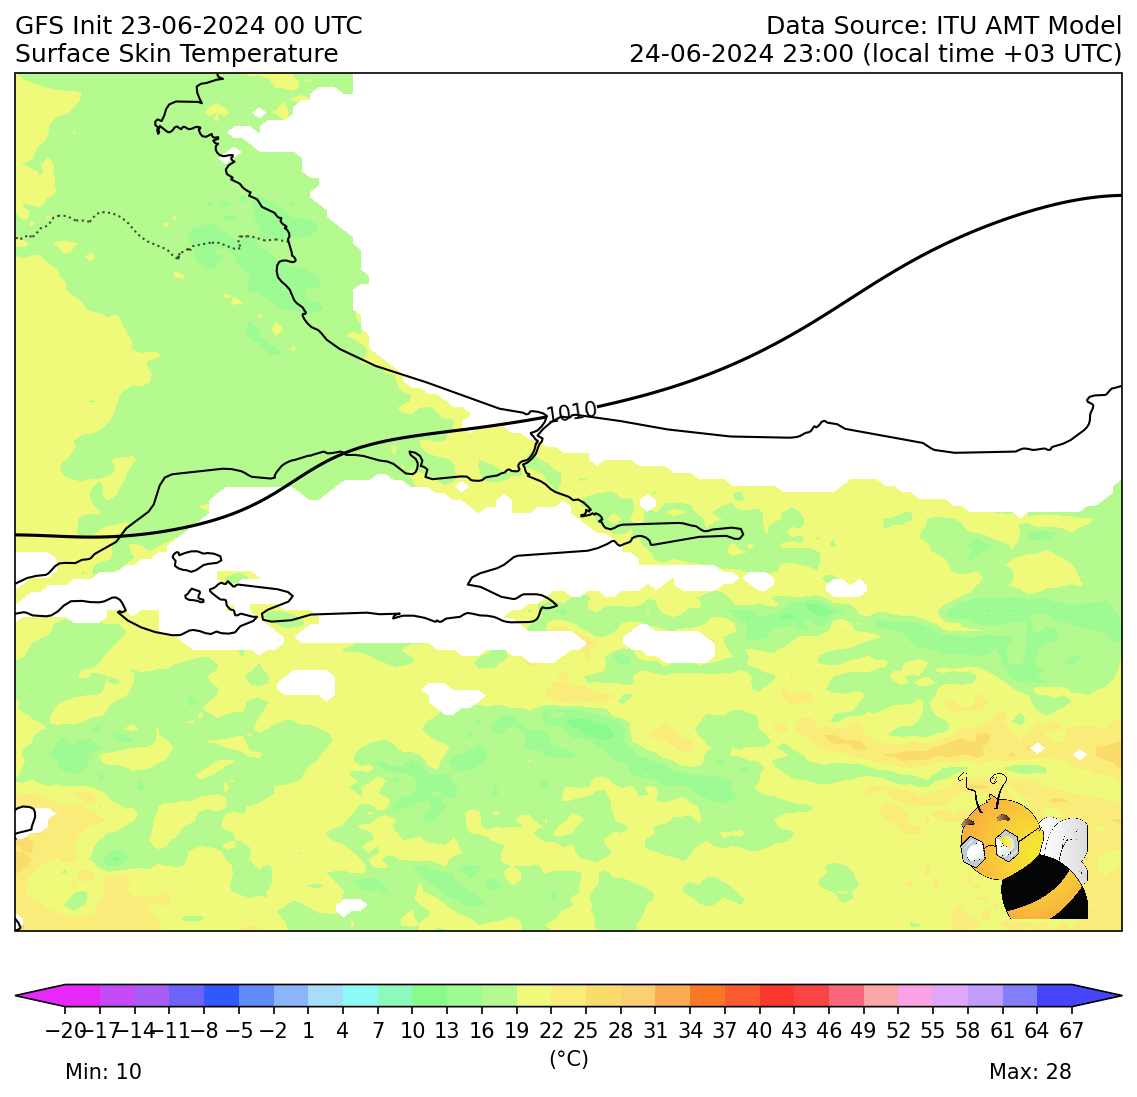 GFS Init 23-06-2024 00 UTC
Data Source: ITU AMT Model
Surface Skin Temperature
24-06-2024 23:00 (local time +03 UTC)
1010
−20 −17 −14 −11 −8 −5 −2 1 4 7 10 13 16 19 22 25 28 31 34 37 40 43 46 49 52 55 58 61 64 67
(°C)
Min: 10
Max: 28